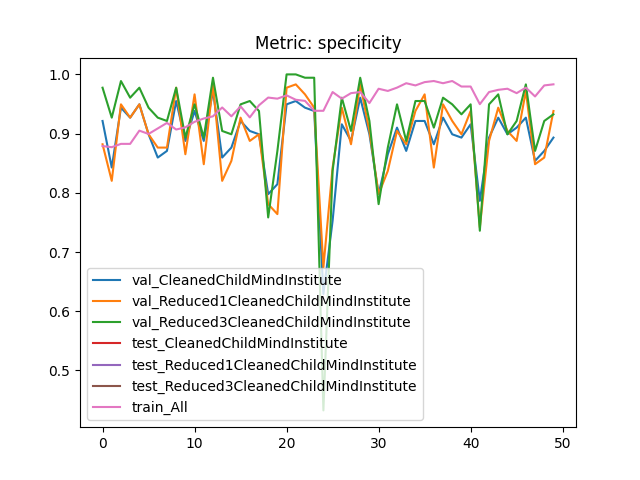 Metric: specificity
1.0
0.9
0.8
0.7
0.6
0.5
val_CleanedChildMindInstitute
val_Reduced1CleanedChildMindInstitute
val_Reduced3CleanedChildMindInstitute
test_CleanedChildMindInstitute
test_Reduced1CleanedChildMindInstitute
test_Reduced3CleanedChildMindInstitute
train_All
0 10 20 30 40 50